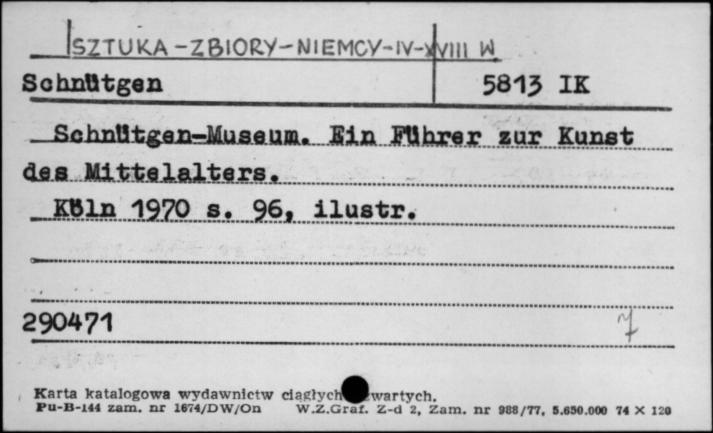 SZTUKA-ZBIORY-NIEMCY-IV-XVIII W
Schnütgen 5813 IK
Schnütgen-Museum. Ein Führer zur Kunst
des Mittelalters.
Köln 1970 s. 96, ilustr.
290471
Karta katalogowa wydawnictw ciągłych zwartych.
Pu-B-144 zam. nr 1674/DW/On W.Z.Graf. Z-d 2, Zam. nr 988/77, 5.650.000 74 X 120